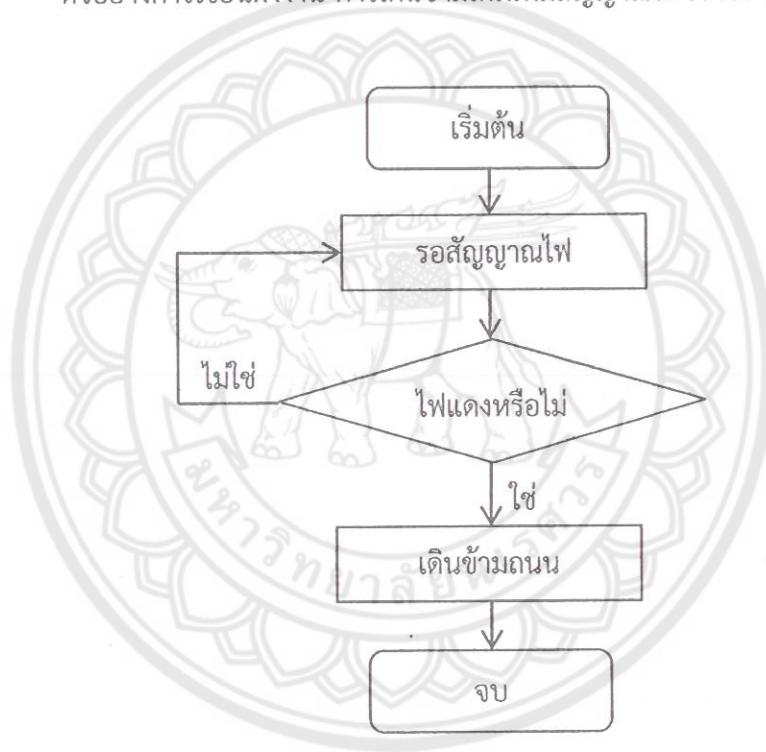 เริ่มต้น
รอสัญญาณไฟ
ไม่ใช่
ไฟแดงหรือไม่
ใช่
เดินข้ามถนน
จบ